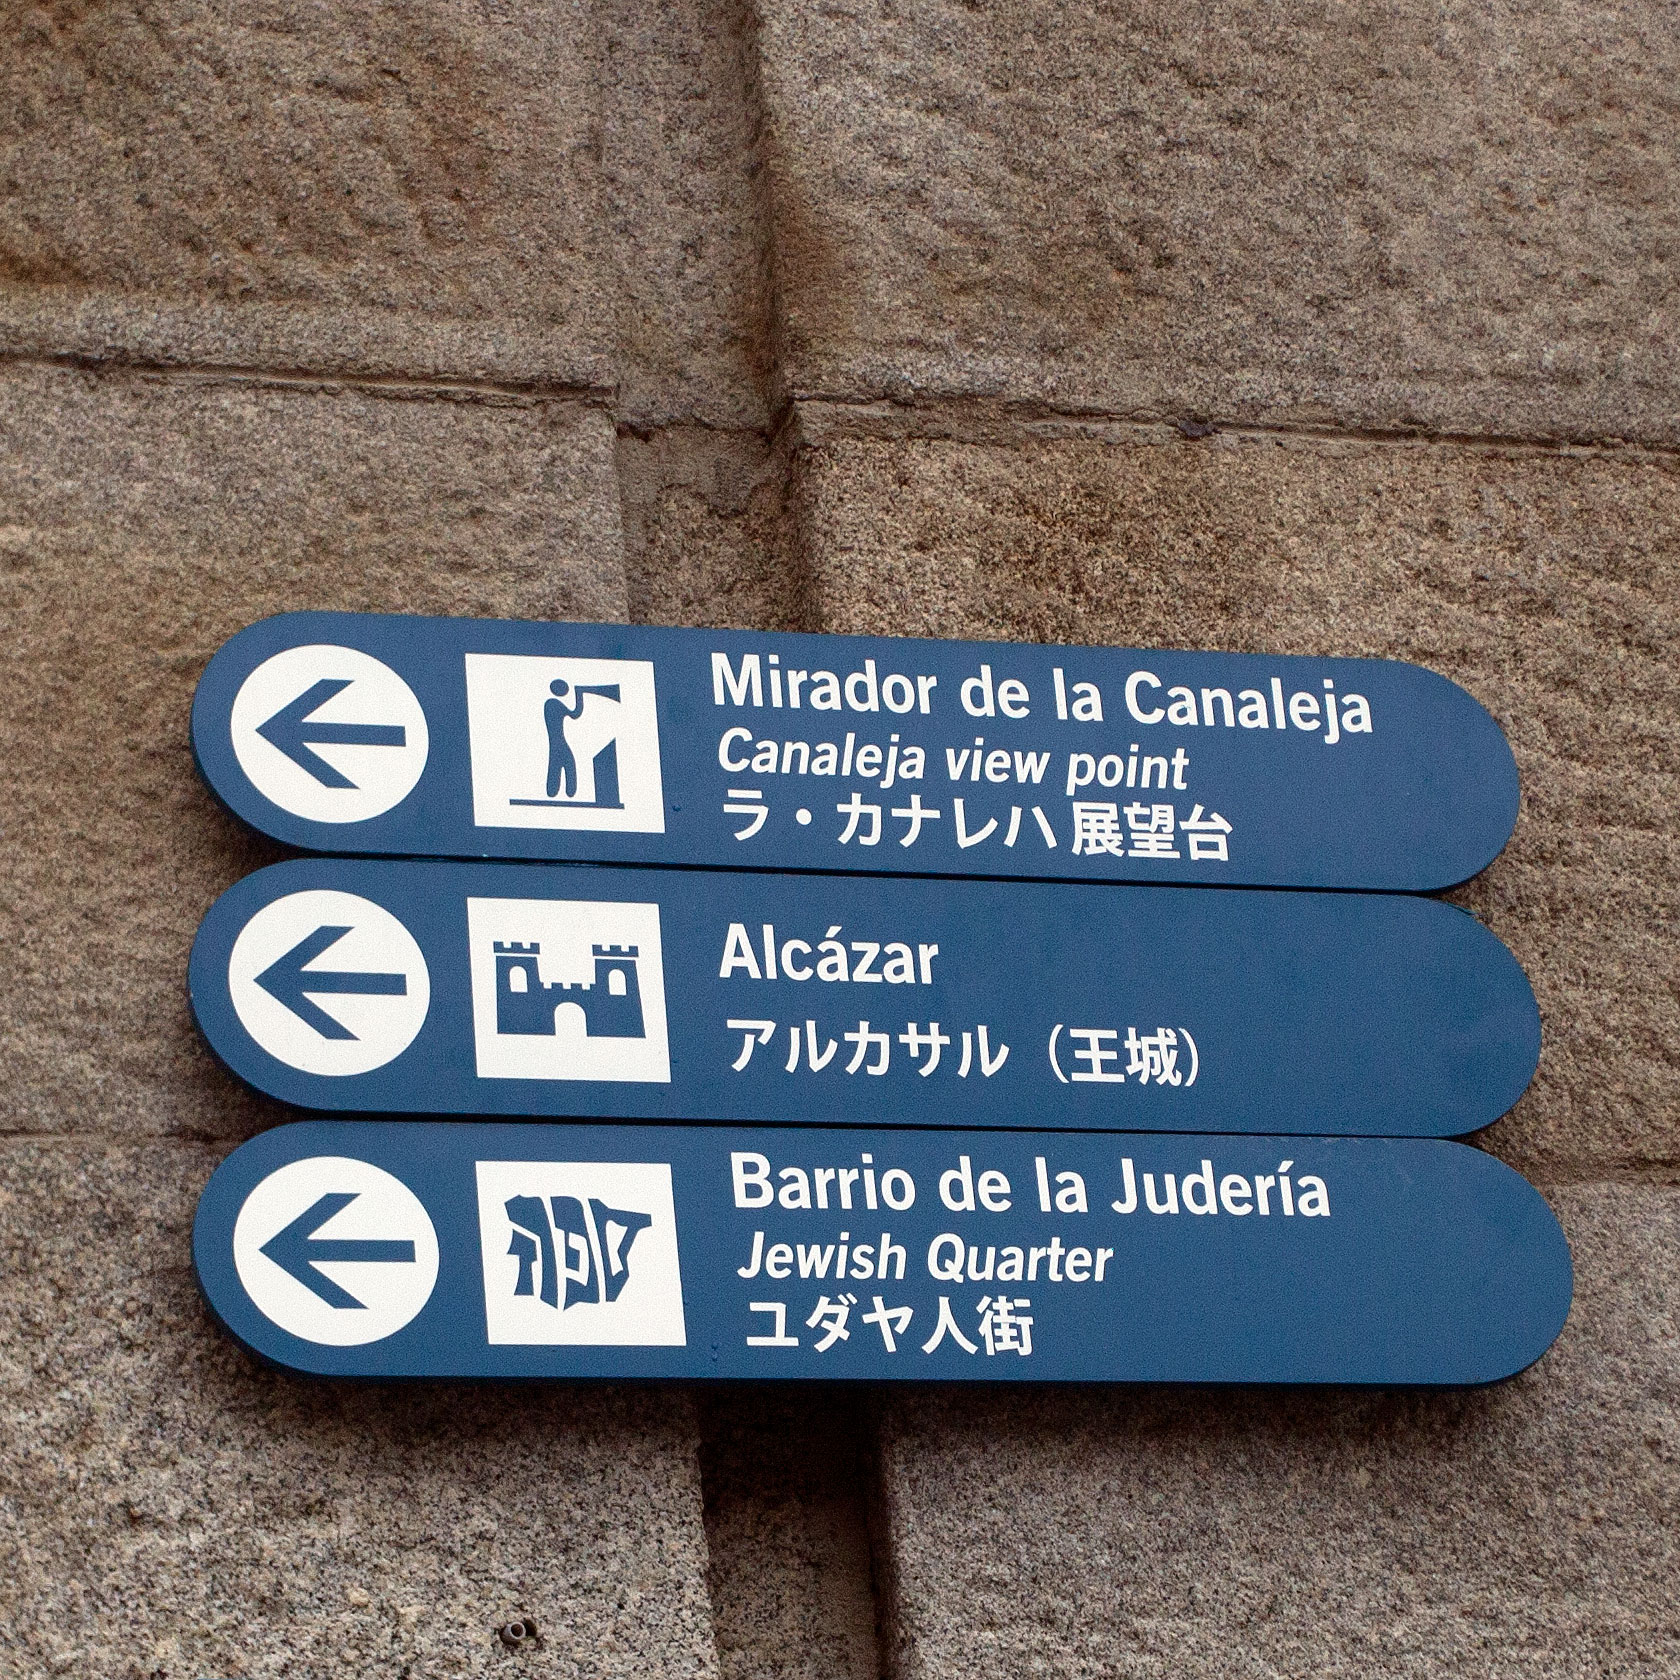 Mirador de la Canaleja
Canaleja view point
ラ・カナレハ 展望台
Alcázar
アルカサル（王城）
Barrio de la Judería
Jewish Quarter
ユダヤ人街